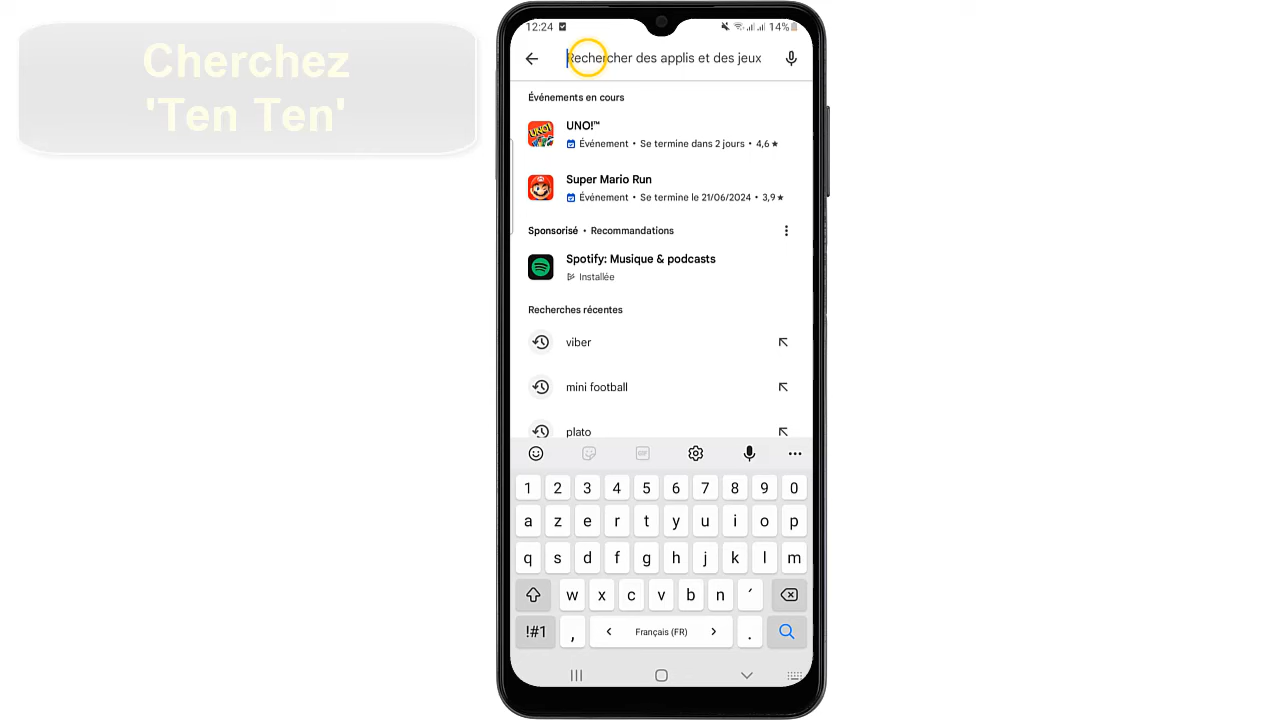 Cherchez
'Ten Ten'
12:24
14%
Rechercher des applis et des jeux
Événements en cours
UNO!™
Événement • Se termine dans 2 jours • 4,6 ★
Super Mario Run
Événement • Se termine le 21/06/2024 • 3,9 ★
Sponsorisé • Recommandations
Spotify: Musique & podcasts
Installée
Recherches récentes
viber
mini football
plato
GIF
1 2 3 4 5 6 7 8 9 0
a z e r t y u i o p
q s d f g h j k l m
w x c v b n ´
!#1 , < Français (FR) > .